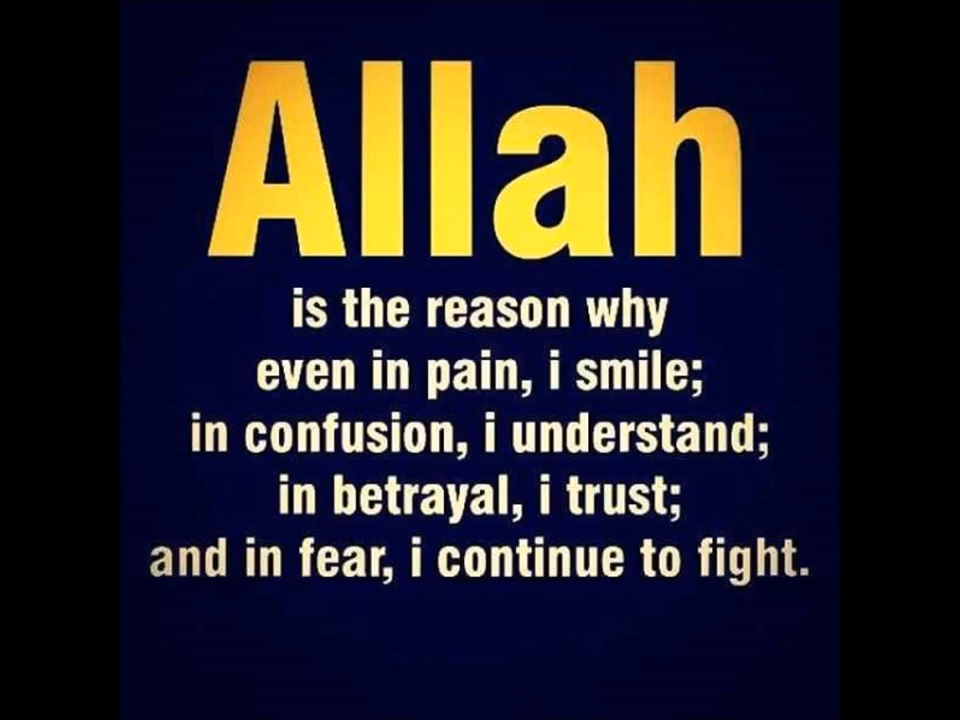 Allah
is the reason why
even in pain, i smile;
in confusion, i understand;
in betrayal, i trust;
and in fear, i continue to fight.